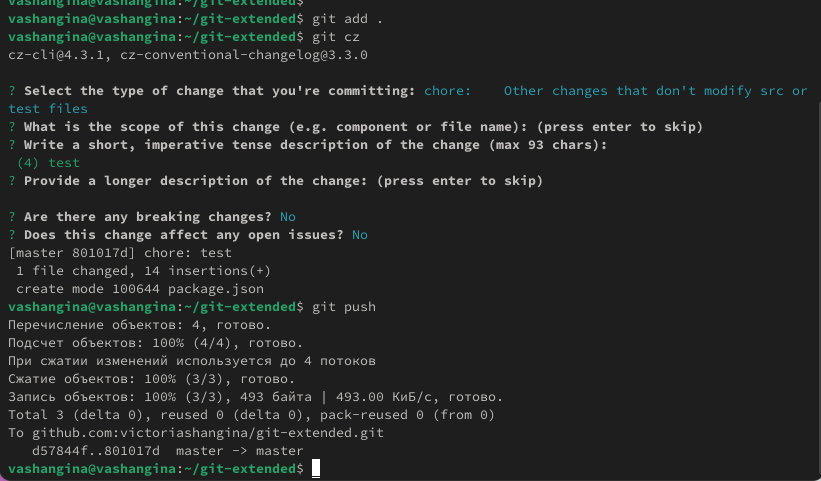 vashangina@vashangina:~/git-extended$
vashangina@vashangina:~/git-extended$ git add .
vashangina@vashangina:~/git-extended$ git cz
cz-cli@4.3.1, cz-conventional-changelog@3.3.0
? Select the type of change that you're committing: chore:    Other changes that don't modify src or
test files
? What is the scope of this change (e.g. component or file name): (press enter to skip)
? Write a short, imperative tense description of the change (max 93 chars):
 (4) test
? Provide a longer description of the change: (press enter to skip)
? Are there any breaking changes? No
? Does this change affect any open issues? No
[master 801017d] chore: test
 1 file changed, 14 insertions(+)
 create mode 100644 package.json
vashangina@vashangina:~/git-extended$ git push
Перечисление объектов: 4, готово.
Подсчет объектов: 100% (4/4), готово.
При сжатии изменений используется до 4 потоков
Сжатие объектов: 100% (3/3), готово.
Запись объектов: 100% (3/3), 493 байта | 493.00 КиБ/с, готово.
Total 3 (delta 0), reused 0 (delta 0), pack-reused 0 (from 0)
To github.com:victoriashangina/git-extended.git
   d57844f..801017d  master -> master
vashangina@vashangina:~/git-extended$